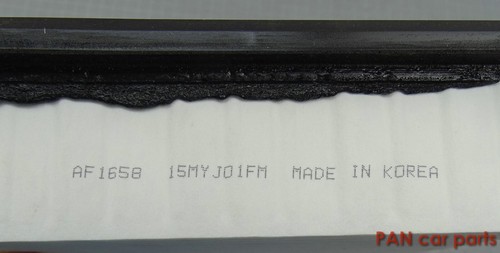 AF1658 15MYJ01FM MADE IN KOREA
PAN car parts